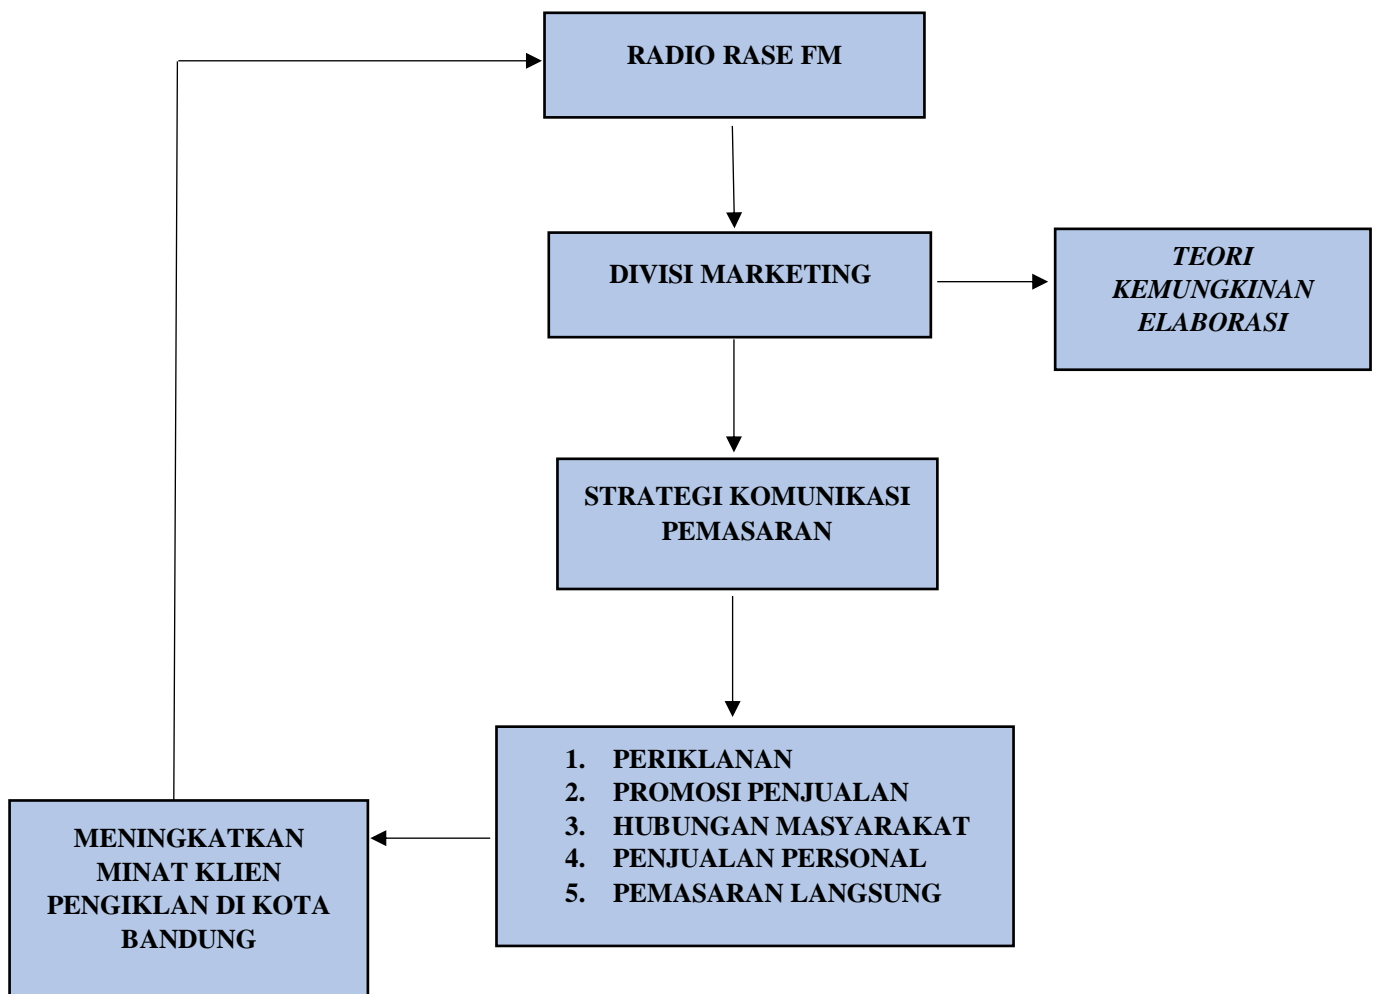 RADIO RASE FM
DIVISI MARKETING
TEORI
KEMUNGKINAN
ELABORASI
STRATEGI KOMUNIKASI
PEMASARAN
1. PERIKLANAN
2. PROMOSI PENJUALAN
3. HUBUNGAN MASYARAKAT
4. PENJUALAN PERSONAL
5. PEMASARAN LANGSUNG
MENINGKATKAN
MINAT KLIEN
PENGIKLAN DI KOTA
BANDUNG